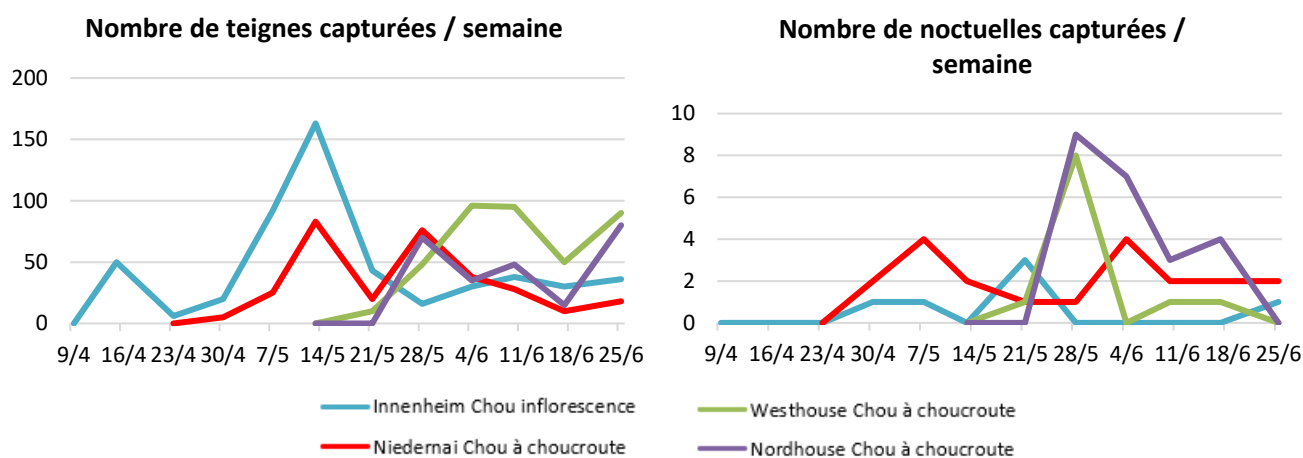 Nombre de teignes capturées / semaine
200
150
100
50
0
9/4 16/4 23/4 30/4 7/5 14/5 21/5 28/5 4/6 11/6 18/6 25/6
Nombre de noctuelles capturées /
semaine
10
8
6
4
2
0
9/4 16/4 23/4 30/4 7/5 14/5 21/5 28/5 4/6 11/6 18/6 25/6
Innenheim Chou inflorescence
Westhouse Chou à choucroute
Niedernai Chou à choucroute
Nordhouse Chou à choucroute